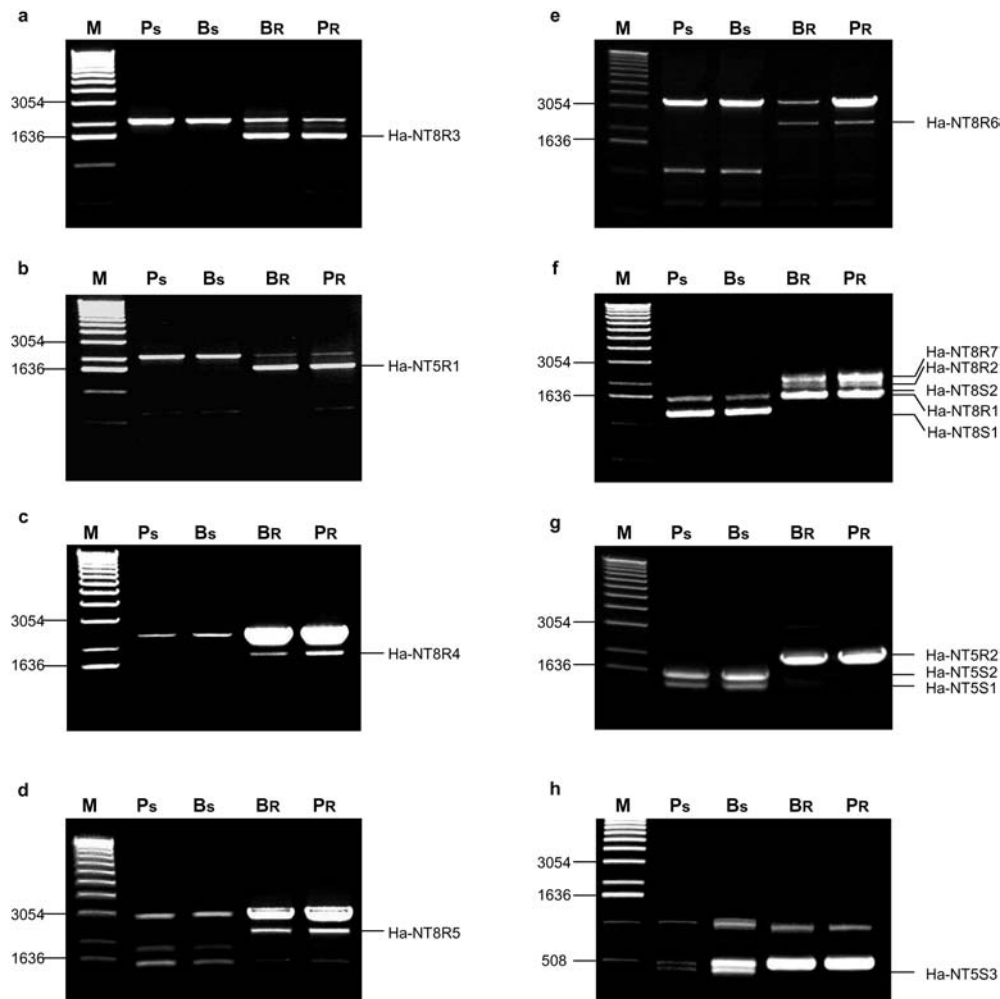 a
M Ps Bs BR PR
3054
1636
Ha-NT8R3
b
M Ps Bs BR PR
3054
1636
Ha-NT5R1
c
M Ps Bs BR PR
3054
1636
Ha-NT8R4
d
M Ps Bs BR PR
3054
1636
Ha-NT8R5
e
M Ps Bs BR PR
3054
1636
Ha-NT8R6
f
M Ps Bs BR PR
3054
1636
Ha-NT8R7
Ha-NT8R2
Ha-NT8S2
Ha-NT8R1
Ha-NT8S1
g
M Ps Bs BR PR
3054
1636
Ha-NT5R2
Ha-NT5S2
Ha-NT5S1
h
M Ps Bs BR PR
3054
1636
508
Ha-NT5S3